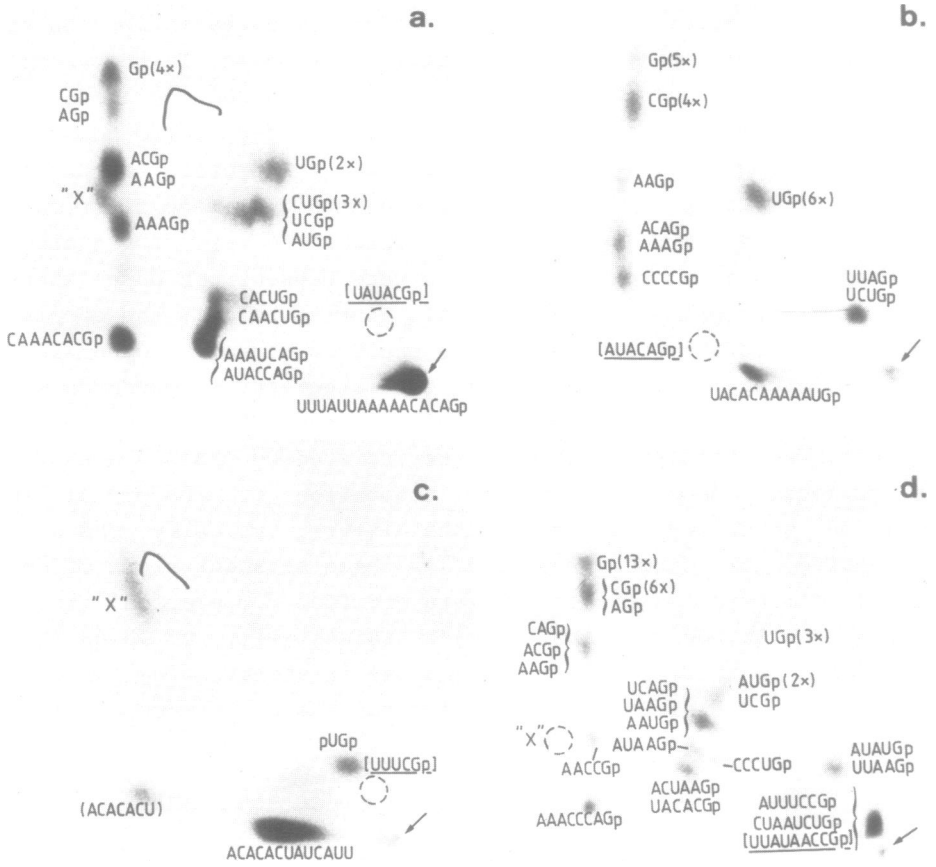 a.
Gp(4×)
CGp
AGp
ACGp
AAGp
"X"
AAAGp
UGp(2×)
CUGp(3×)
UCGp
AUGp
CACUGp
CAACUGp
[UAUACGp]
CAAACACGp
AAAUCAGp
AUACCAGp
UUUAUUAAAAACACAGp
b.
Gp(5×)
CGp(4×)
AAGp
UGp(6×)
ACAGp
AAAGp
CCCCGp
UUAGp
UCUGp
[AUACAGp]
UACACAAAAAUGp
c.
"X"
pUGp
[UUUCGp]
(ACACACU)
ACACACUAUCAUU
d.
Gp(13×)
CGp(6×)
AGp
CAGp
ACGp
AAGp
UGp(3×)
UCAGp
UAAGp
AAUGp
AUGp(2×)
UCGp
"X"
AUAAGp
AACCGp
CCCUGp
AUAUGp
UUAAGp
ACUAAGp
UACACGp
AAACCCAGp
AUUUCCGp
CUAAUCUGp
[UUAUAACCGp]